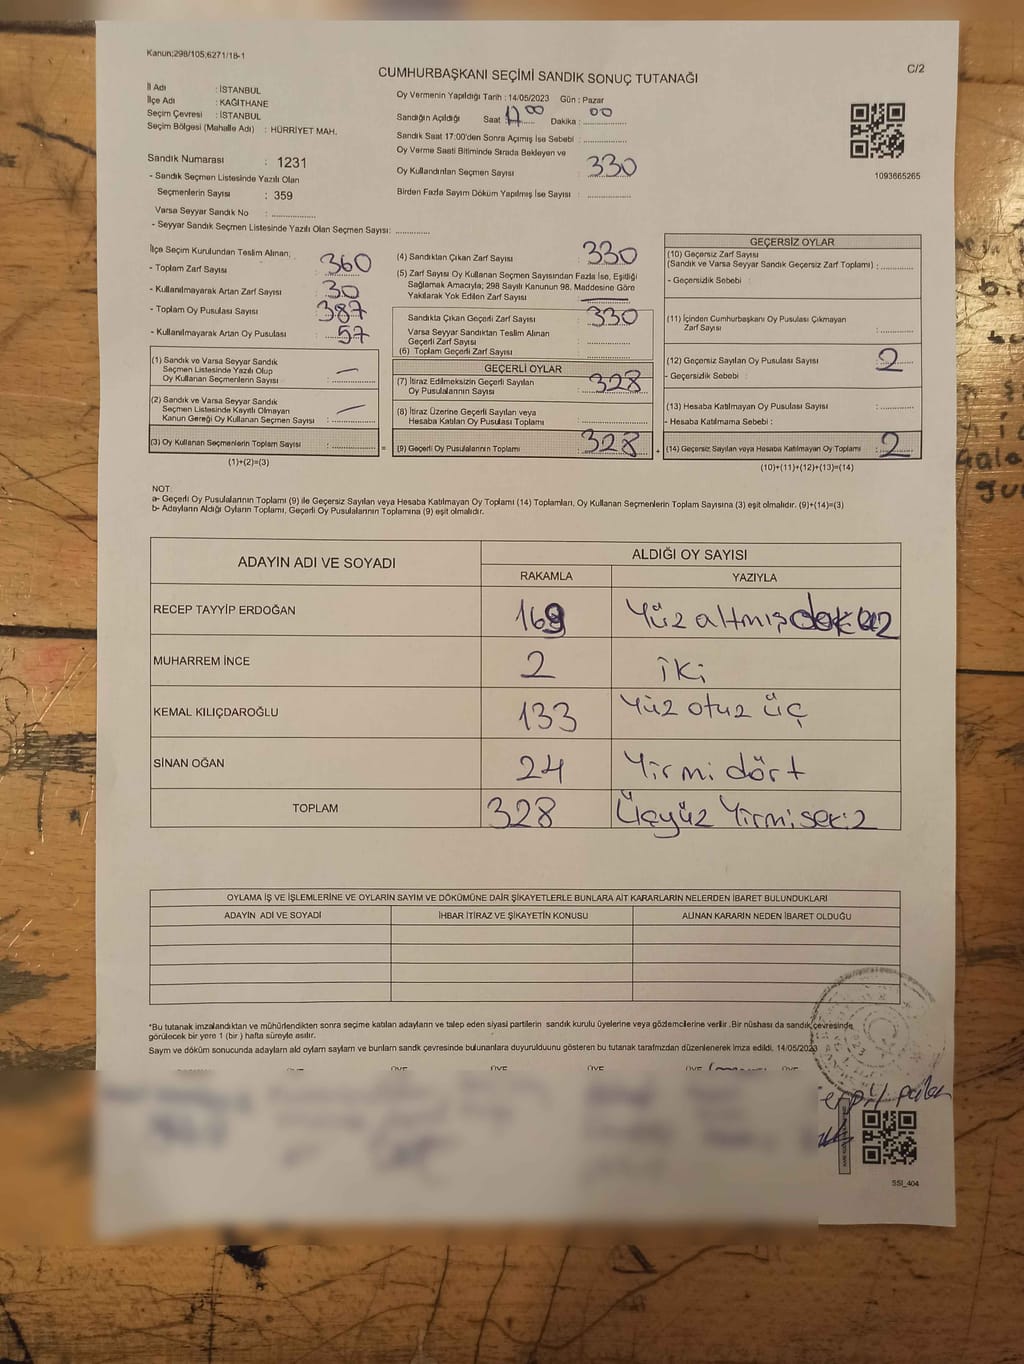 Kanun:298/105;6271/18-1
CUMHURBAŞKANI SEÇİMİ SANDIK SONUÇ TUTANAĞI
C/2
İl Adı : İSTANBUL
İlçe Adı : KAĞITHANE
Seçim Çevresi : İSTANBUL
Seçim Bölgesi (Mahalle Adı) : HÜRRİYET MAH.
Sandık Numarası : 1231
- Sandık Seçmen Listesinde Yazılı Olan
Seçmenlerin Sayısı : 359
Varsa Seyyar Sandık No : ................
- Seyyar Sandık Seçmen Listesinde Yazılı Olan Seçmen Sayısı: ............
Oy Vermenin Yapıldığı Tarih : 14/05/2023 Gün : Pazar
Sandığın Açıldığı Saat : 17 00 Dakika : 00
Sandık Saat 17:00'den Sonra Açımış İse Sebebi : ................
Oy Verme Saati Bitiminde Sırada Bekleyen ve
Oy Kullandırılan Seçmen Sayısı : 330
Birden Fazla Sayım Döküm Yapılmış İse Sayısı : ................
1093665265
İlçe Seçim Kurulundan Teslim Alınan;
- Toplam Zarf Sayısı : 360
- Kullanılmayarak Artan Zarf Sayısı : 30
- Toplam Oy Pusulası Sayısı : 387
- Kullanılmayarak Artan Oy Pusulası : 57
(1) Sandık ve Varsa Seyyar Sandık
Seçmen Listesinde Yazılı Olup
Oy Kullanan Seçmenlerin Sayısı : —
(2) Sandık ve Varsa Seyyar Sandık
Seçmen Listesinde Kayıtlı Olmayan
Kanun Gereği Oy Kullanan Seçmen Sayısı : —
(3) Oy Kullanan Seçmenlerin Toplam Sayısı : ............ =
(1)+(2)=(3)
(4) Sandıktan Çıkan Zarf Sayısı : 330
(5) Zarf Sayısı Oy Kullanan Seçmen Sayısından Fazla İse, Eşitliği
Sağlamak Amacıyla; 298 Sayılı Kanunun 98. Maddesine Göre
Yakılarak Yok Edilen Zarf Sayısı : —
Sandıkta Çıkan Geçerli Zarf Sayısı : 330
Varsa Seyyar Sandıktan Teslim Alınan
Geçerli Zarf Sayısı : ............
(6) Toplam Geçerli Zarf Sayısı : ............
GEÇERLİ OYLAR
(7) İtiraz Edilmeksizin Geçerli Sayılan
Oy Pusulalarının Sayısı : 328
(8) İtiraz Üzerine Geçerli Sayılan veya
Hesaba Katılan Oy Pusulası Toplamı : ............
(9) Geçerli Oy Pusulalarının Toplamı : 328 +
GEÇERSİZ OYLAR
(10) Geçersiz Zarf Sayısı
(Sandık ve Varsa Seyyar Sandık Geçersiz Zarf Toplamı) : ............
- Geçersizlik Sebebi :
(11) İçinden Cumhurbaşkanı Oy Pusulası Çıkmayan
Zarf Sayısı : ............
(12) Geçersiz Sayılan Oy Pusulası Sayısı : 2
- Geçersizlik Sebebi :
(13) Hesaba Katılmayan Oy Pusulası Sayısı : ............
- Hesaba Katılmama Sebebi :
(14) Geçersiz Sayılan veya Hesaba Katılmayan Oy Toplamı : 2
(10)+(11)+(12)+(13)=(14)
NOT:
a- Geçerli Oy Pusulalarının Toplamı (9) ile Geçersiz Sayılan veya Hesaba Katılmayan Oy Toplamı (14) Toplamları, Oy Kullanan Seçmenlerin Toplam Sayısına (3) eşit olmalıdır. (9)+(14)=(3)
b- Adayların Aldığı Oyların Toplamı, Geçerli Oy Pusulalarının Toplamına (9) eşit olmalıdır.
ADAYIN ADI VE SOYADI ALDIĞI OY SAYISI
RAKAMLA YAZIYLA
RECEP TAYYİP ERDOĞAN 169 Yüz altmış dokuz
MUHARREM İNCE 2 iki
KEMAL KILIÇDAROĞLU 133 Yüz otuz üç
SİNAN OĞAN 24 Yirmi dört
TOPLAM 328 Üçyüz Yirmi sekiz
OYLAMA İŞ VE İŞLEMLERİNE VE OYLARIN SAYIM VE DÖKÜMÜNE DAİR ŞİKAYETLERLE BUNLARA AİT KARARLARIN NELERDEN İBARET BULUNDUKLARI
ADAYIN ADI VE SOYADI İHBAR İTİRAZ VE ŞİKAYETİN KONUSU ALINAN KARARIN NEDEN İBARET OLDUĞU
*Bu tutanak imzalandıktan ve mühürlendikten sonra seçime katılan adayların ve talep eden siyasi partilerin sandık kurulu üyelerine veya gözlemcilerine verilir .Bir nüshası da sandık çevresinde
görülecek bir yere 1 (bir ) hafta süreyle asılır.
Sayım ve döküm sonucunda adayların ald oyların sayların ve bunların sandk çevresinde bulunanlara duyurulduunu gösteren bu tutanak tarafmzdan düzenlenerek imza edildi. 14/05/2023
ÜYE ÜYE ÜYE ÜYE ÜYE ÜYE
SSI_404